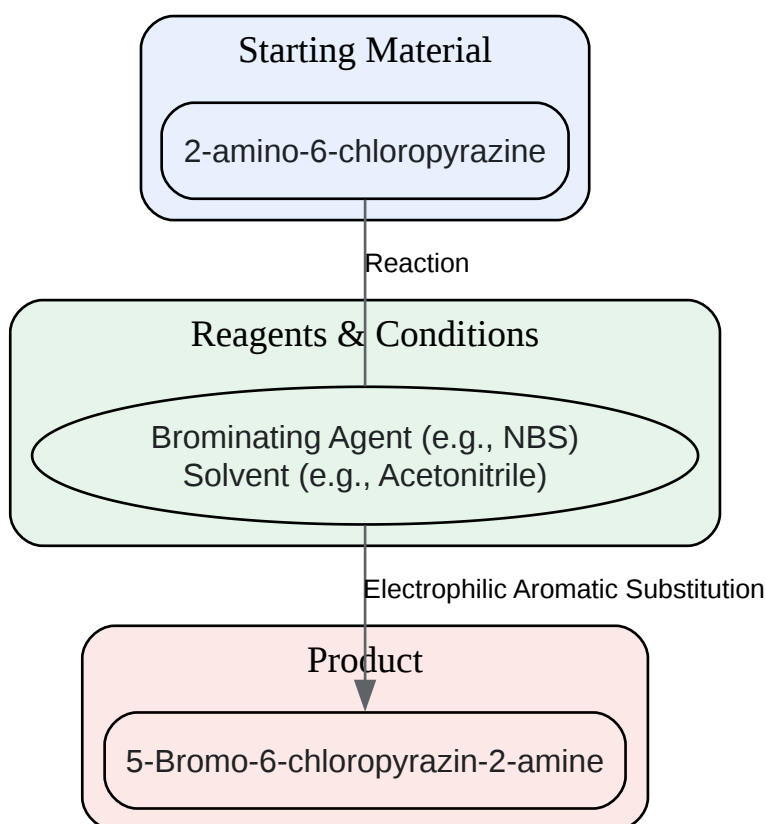 Starting Material
2-amino-6-chloropyrazine
Reaction
Reagents & Conditions
Brominating Agent (e.g., NBS)
Solvent (e.g., Acetonitrile)
Electrophilic Aromatic Substitution
Product
5-Bromo-6-chloropyrazin-2-amine